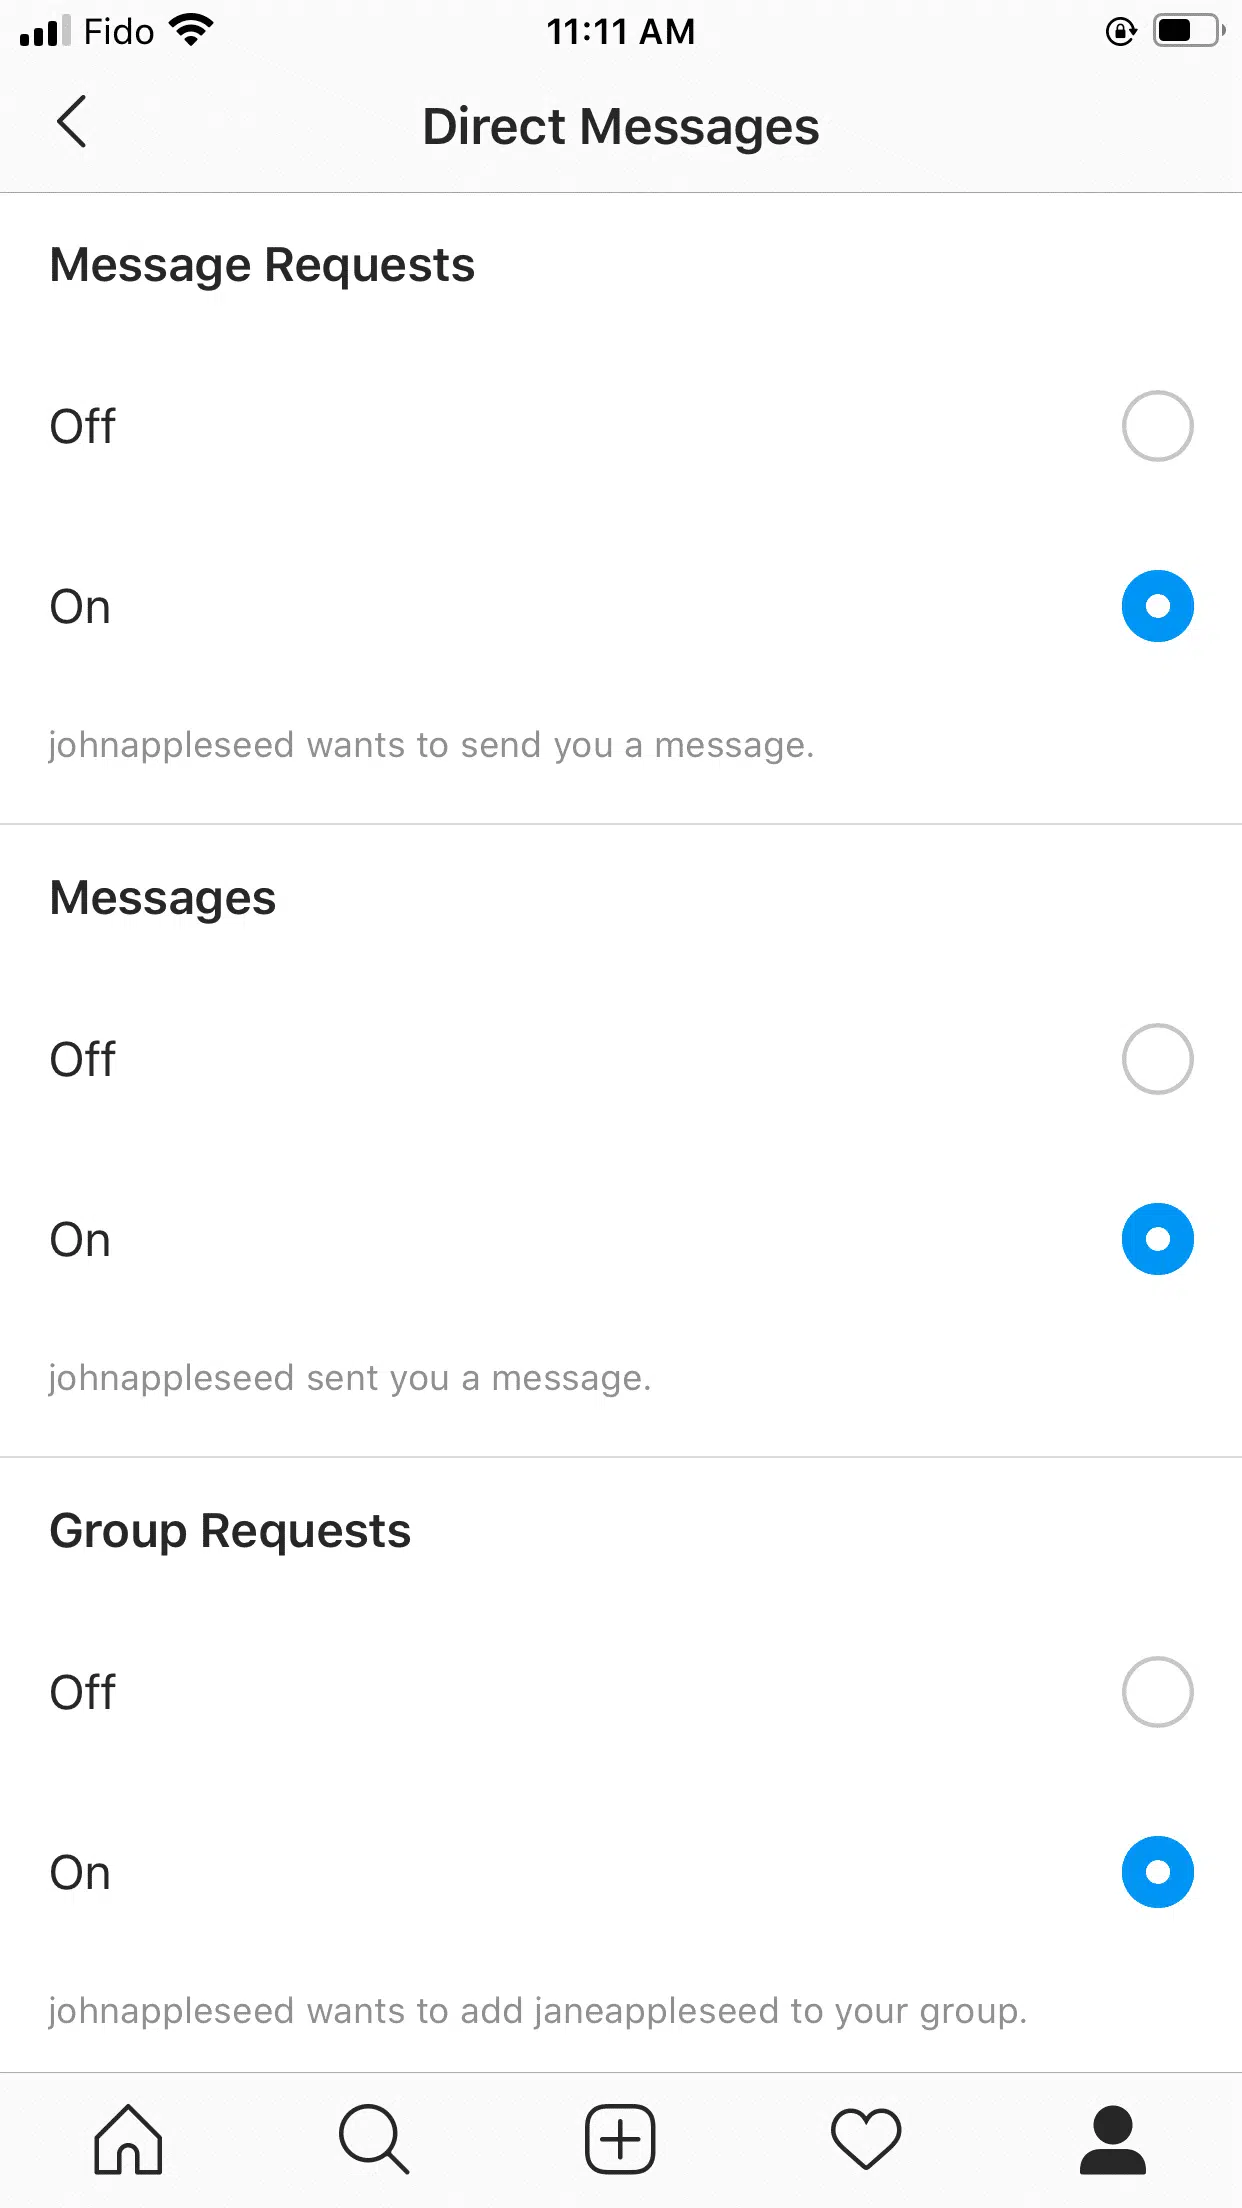 Fido 11:11 AM
Direct Messages
Message Requests
Off
On
johnappleseed wants to send you a message.
Messages
Off
On
johnappleseed sent you a message.
Group Requests
Off
On
johnappleseed wants to add janeappleseed to your group.